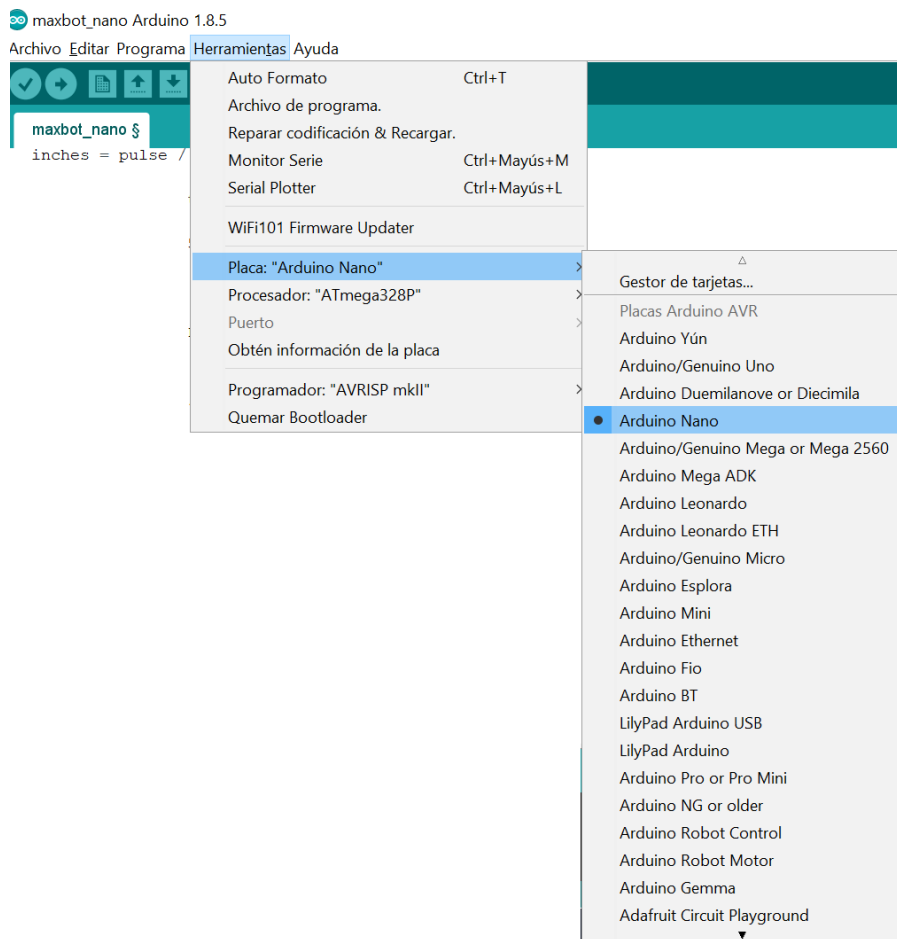 maxbot_nano Arduino 1.8.5
Archivo Editar Programa Herramientas Ayuda
maxbot_nano §
inches = pulse /
Auto Formato Ctrl+T
Archivo de programa.
Reparar codificación & Recargar.
Monitor Serie Ctrl+Mayús+M
Serial Plotter Ctrl+Mayús+L
WiFi101 Firmware Updater
Placa: "Arduino Nano"
Procesador: "ATmega328P"
Puerto
Obtén información de la placa
Programador: "AVRISP mkII"
Quemar Bootloader
Gestor de tarjetas...
Placas Arduino AVR
Arduino Yún
Arduino/Genuino Uno
Arduino Duemilanove or Diecimila
Arduino Nano
Arduino/Genuino Mega or Mega 2560
Arduino Mega ADK
Arduino Leonardo
Arduino Leonardo ETH
Arduino/Genuino Micro
Arduino Esplora
Arduino Mini
Arduino Ethernet
Arduino Fio
Arduino BT
LilyPad Arduino USB
LilyPad Arduino
Arduino Pro or Pro Mini
Arduino NG or older
Arduino Robot Control
Arduino Robot Motor
Arduino Gemma
Adafruit Circuit Playground